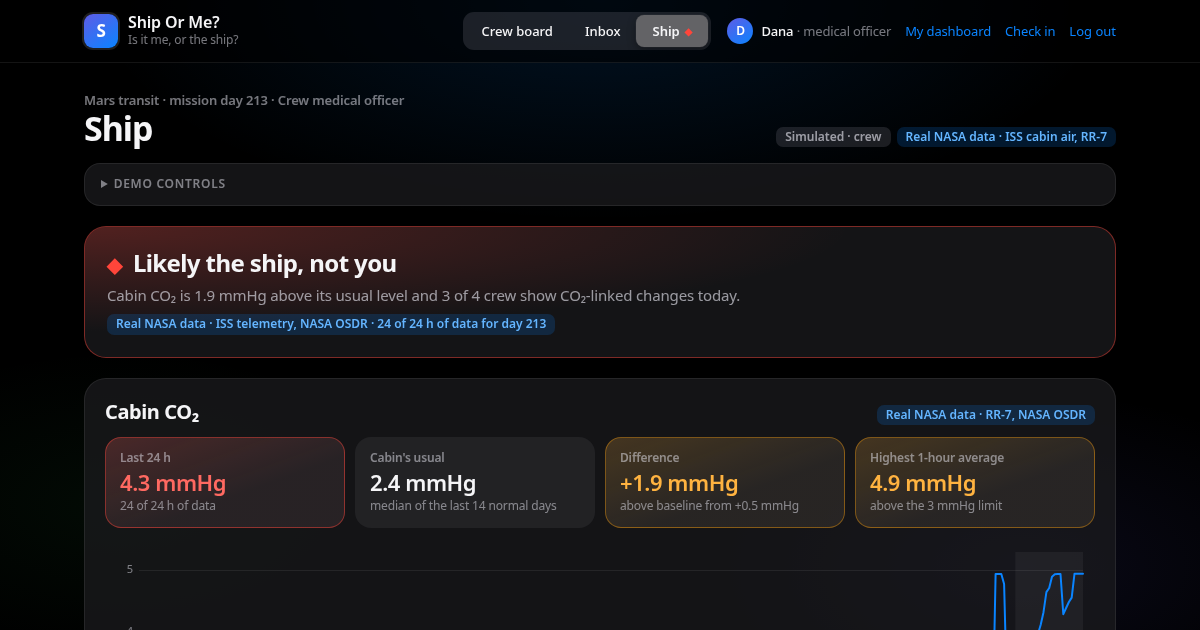 S
Ship Or Me?
Is it me, or the ship?
Crew board
Inbox
Ship
D
Dana · medical officer
My dashboard
Check in
Log out
Mars transit · mission day 213 · Crew medical officer
Ship
Simulated · crew
Real NASA data · ISS cabin air, RR-7
DEMO CONTROLS
Likely the ship, not you
Cabin CO₂ is 1.9 mmHg above its usual level and 3 of 4 crew show CO₂-linked changes today.
Real NASA data · ISS telemetry, NASA OSDR · 24 of 24 h of data for day 213
Cabin CO₂
Real NASA data · RR-7, NASA OSDR
Last 24 h
4.3 mmHg
24 of 24 h of data
Cabin's usual
2.4 mmHg
median of the last 14 normal days
Difference
+1.9 mmHg
above baseline from +0.5 mmHg
Highest 1-hour average
4.9 mmHg
above the 3 mmHg limit
5